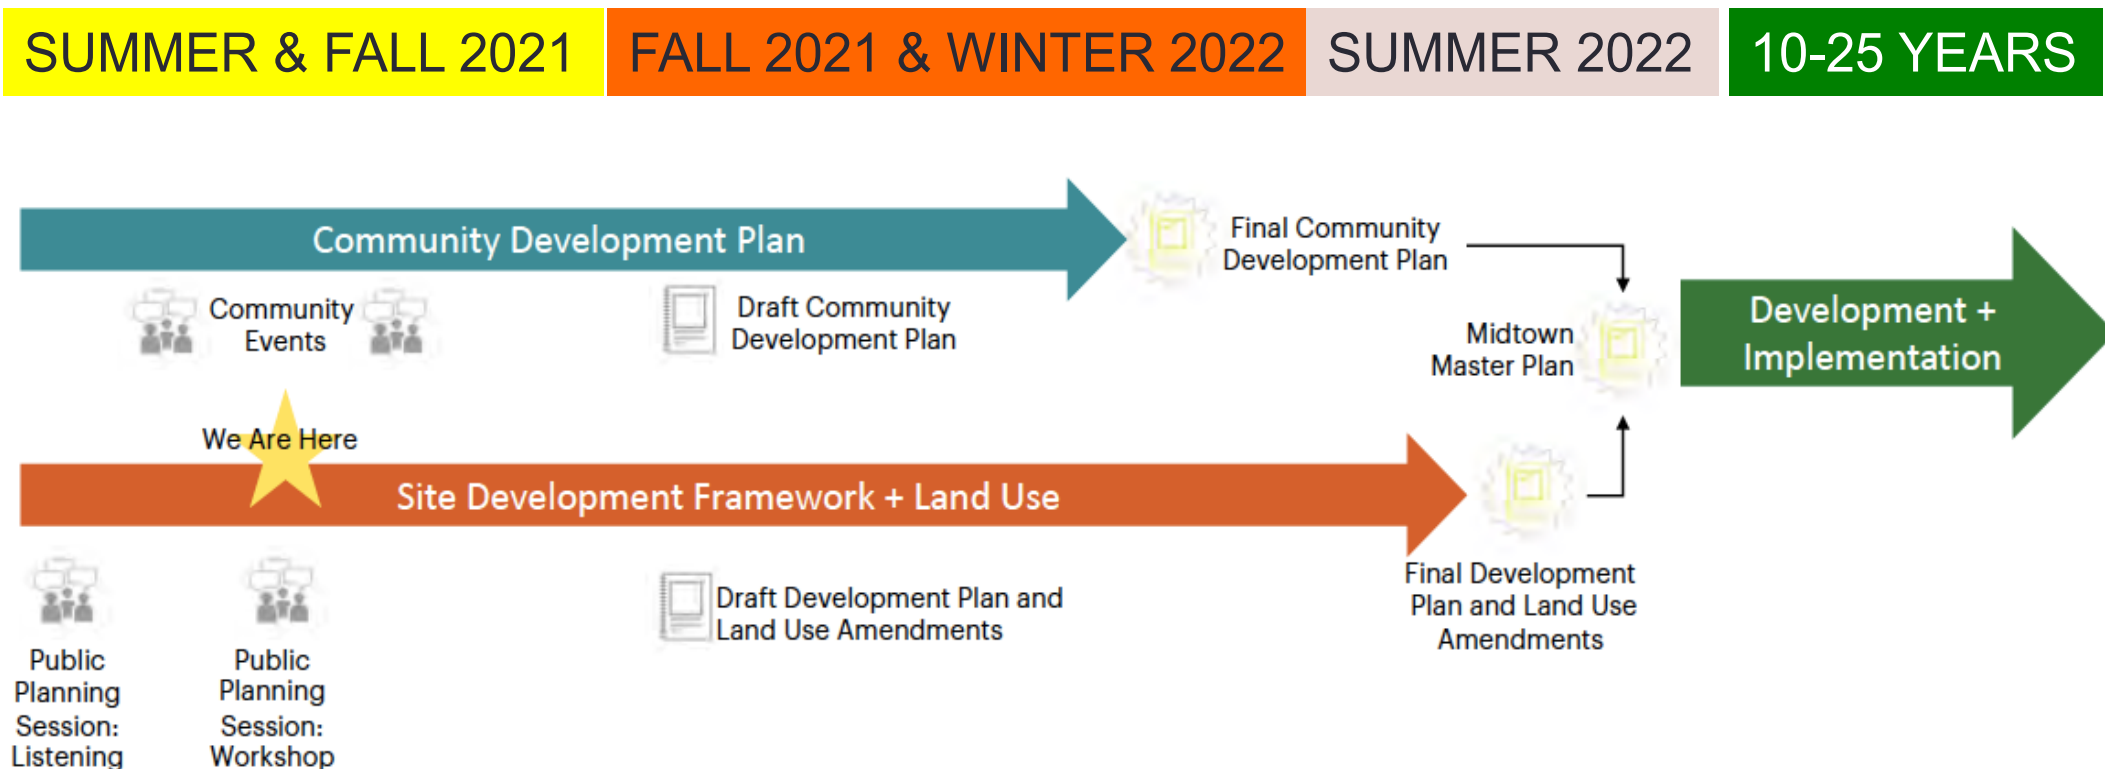 SUMMER & FALL 2021
FALL 2021 & WINTER 2022
SUMMER 2022
10-25 YEARS
Community Development Plan
Final Community
Development Plan
Community
Events
Draft Community
Development Plan
Midtown
Master Plan
Development +
Implementation
We Are Here
Site Development Framework + Land Use
Public
Planning
Session:
Listening
Public
Planning
Session:
Workshop
Draft Development Plan and
Land Use Amendments
Final Development
Plan and Land Use
Amendments